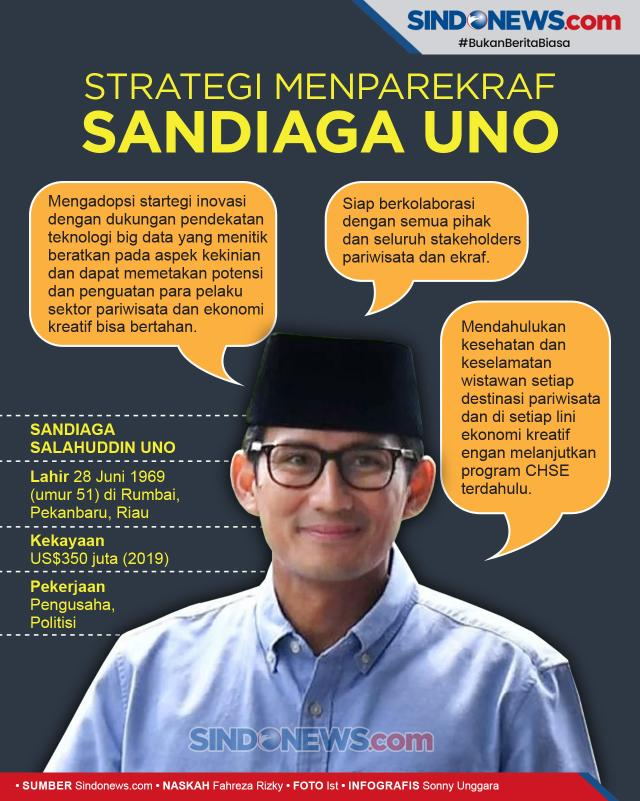 SINDONEWS.com
#BukanBeritaBiasa
STRATEGI MENPAREKRAF
SANDIAGA UNO
Mengadopsi startegi inovasi
dengan dukungan pendekatan
teknologi big data yang menitik
beratkan pada aspek kekinian
dan dapat memetakan potensi
dan penguatan para pelaku
sektor pariwisata dan ekonomi
kreatif bisa bertahan.
Siap berkolaborasi
dengan semua pihak
dan seluruh stakeholders
pariwisata dan ekraf.
Mendahulukan
kesehatan dan
keselamatan
wistawan setiap
destinasi pariwisata
dan di setiap lini
ekonomi kreatif
engan melanjutkan
program CHSE
terdahulu.
SANDIAGA
SALAHUDDIN UNO
Lahir 28 Juni 1969
(umur 51) di Rumbai,
Pekanbaru, Riau
Kekayaan
US$350 juta (2019)
Pekerjaan
Pengusaha,
Politisi
SINDONEWS.com
• SUMBER Sindonews.com • NASKAH Fahreza Rizky • FOTO Ist • INFOGRAFIS Sonny Unggara